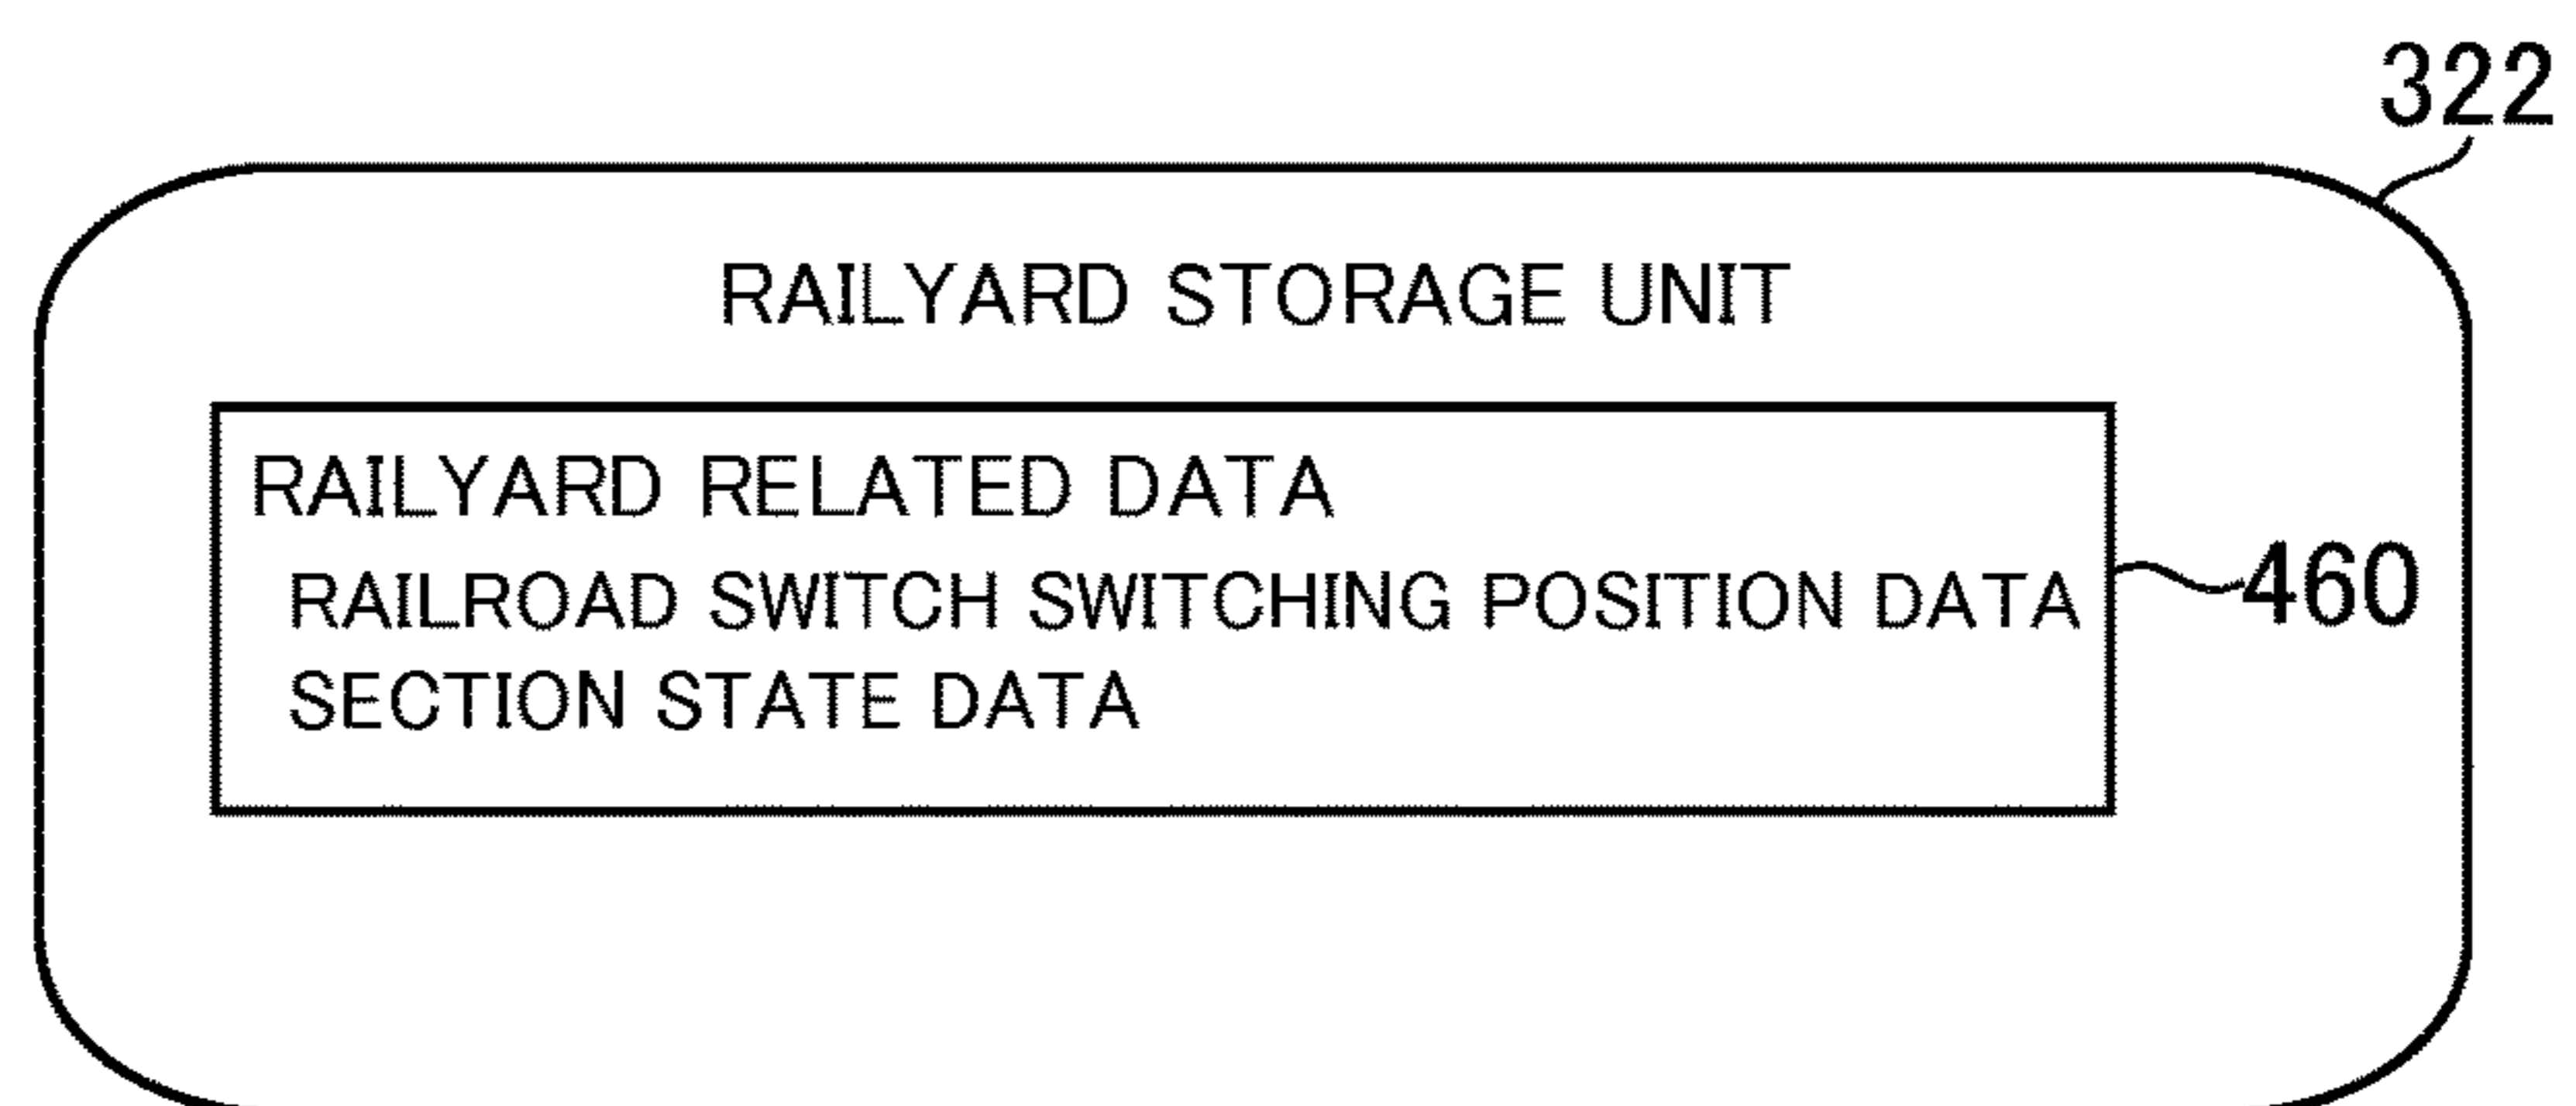 322
RAILYARD STORAGE UNIT
RAILYARD RELATED DATA
RAILROAD SWITCH SWITCHING POSITION DATA
460
SECTION STATE DATA